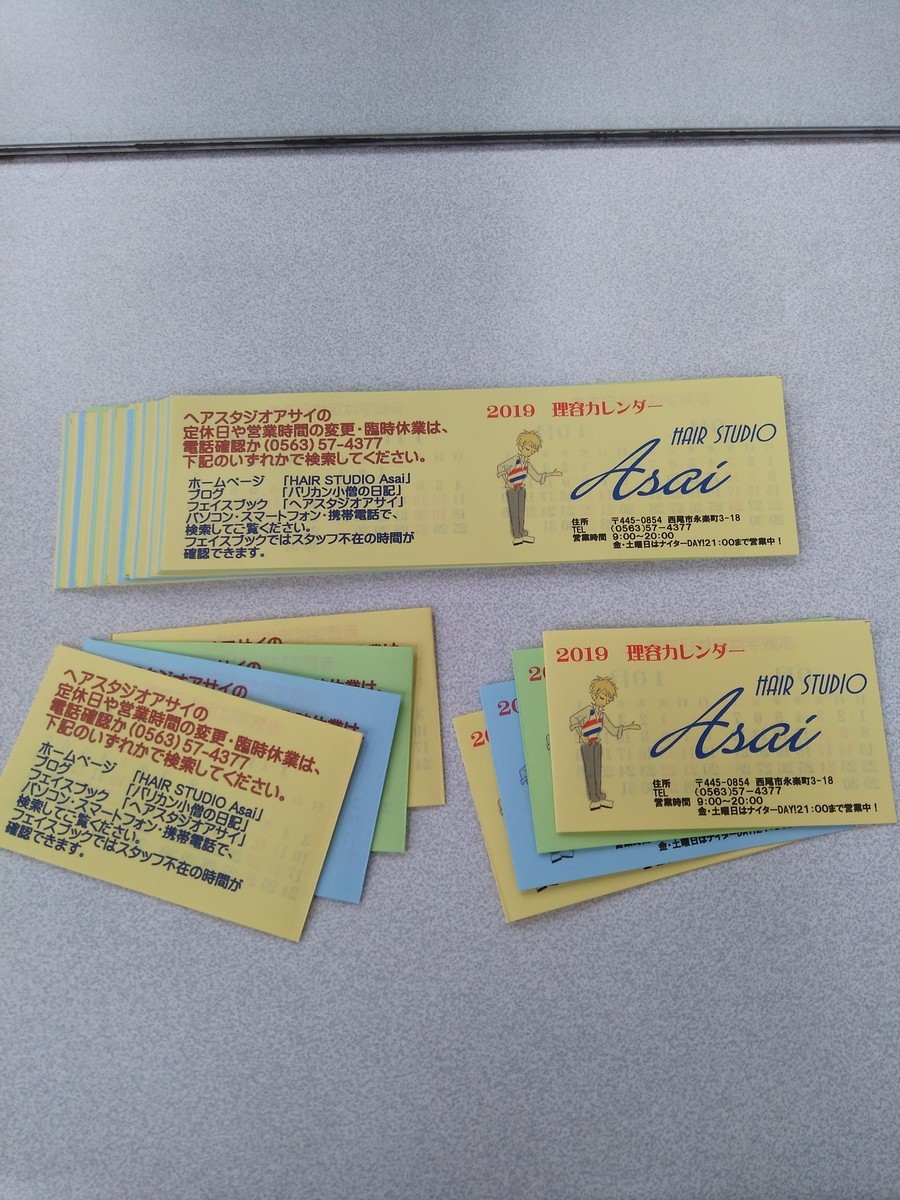 ヘアスタジオアサイの
定休日や営業時間の変更・臨時休業は、
電話確認か(0563)57-4377
下記のいずれかで検索してください。
ホームページ 「HAIR STUDIO Asai」
ブログ 「バリカン小僧の日記」
フェイスブック 「ヘアスタジオアサイ」
パソコン・スマートフォン・携帯電話で、
検索してご覧ください。
フェイスブックではスタッフ不在の時間が
確認できます。
2019 理容カレンダー
HAIR STUDIO
Asai
住所 〒445-0854 西尾市永楽町3-18
TEL (0563)57-4377
営業時間 9:00~20:00
金・土曜日はナイターDAY!21:00まで営業中!
ヘアスタジオアサイの
定休日や営業時間の変更・臨時休業は、
電話確認か(0563)57-4377
下記のいずれかで検索してください。
ホームページ 「HAIR STUDIO Asai」
ブログ 「バリカン小僧の日記」
フェイスブック 「ヘアスタジオアサイ」
パソコン・スマートフォン・携帯電話で、
検索してご覧ください。
フェイスブックではスタッフ不在の時間が
確認できます。
2019 理容カレンダー
HAIR STUDIO
Asai
住所 〒445-0854 西尾市永楽町3-18
TEL (0563)57-4377
営業時間 9:00~20:00
金・土曜日はナイターDAY!21:00まで営業中!